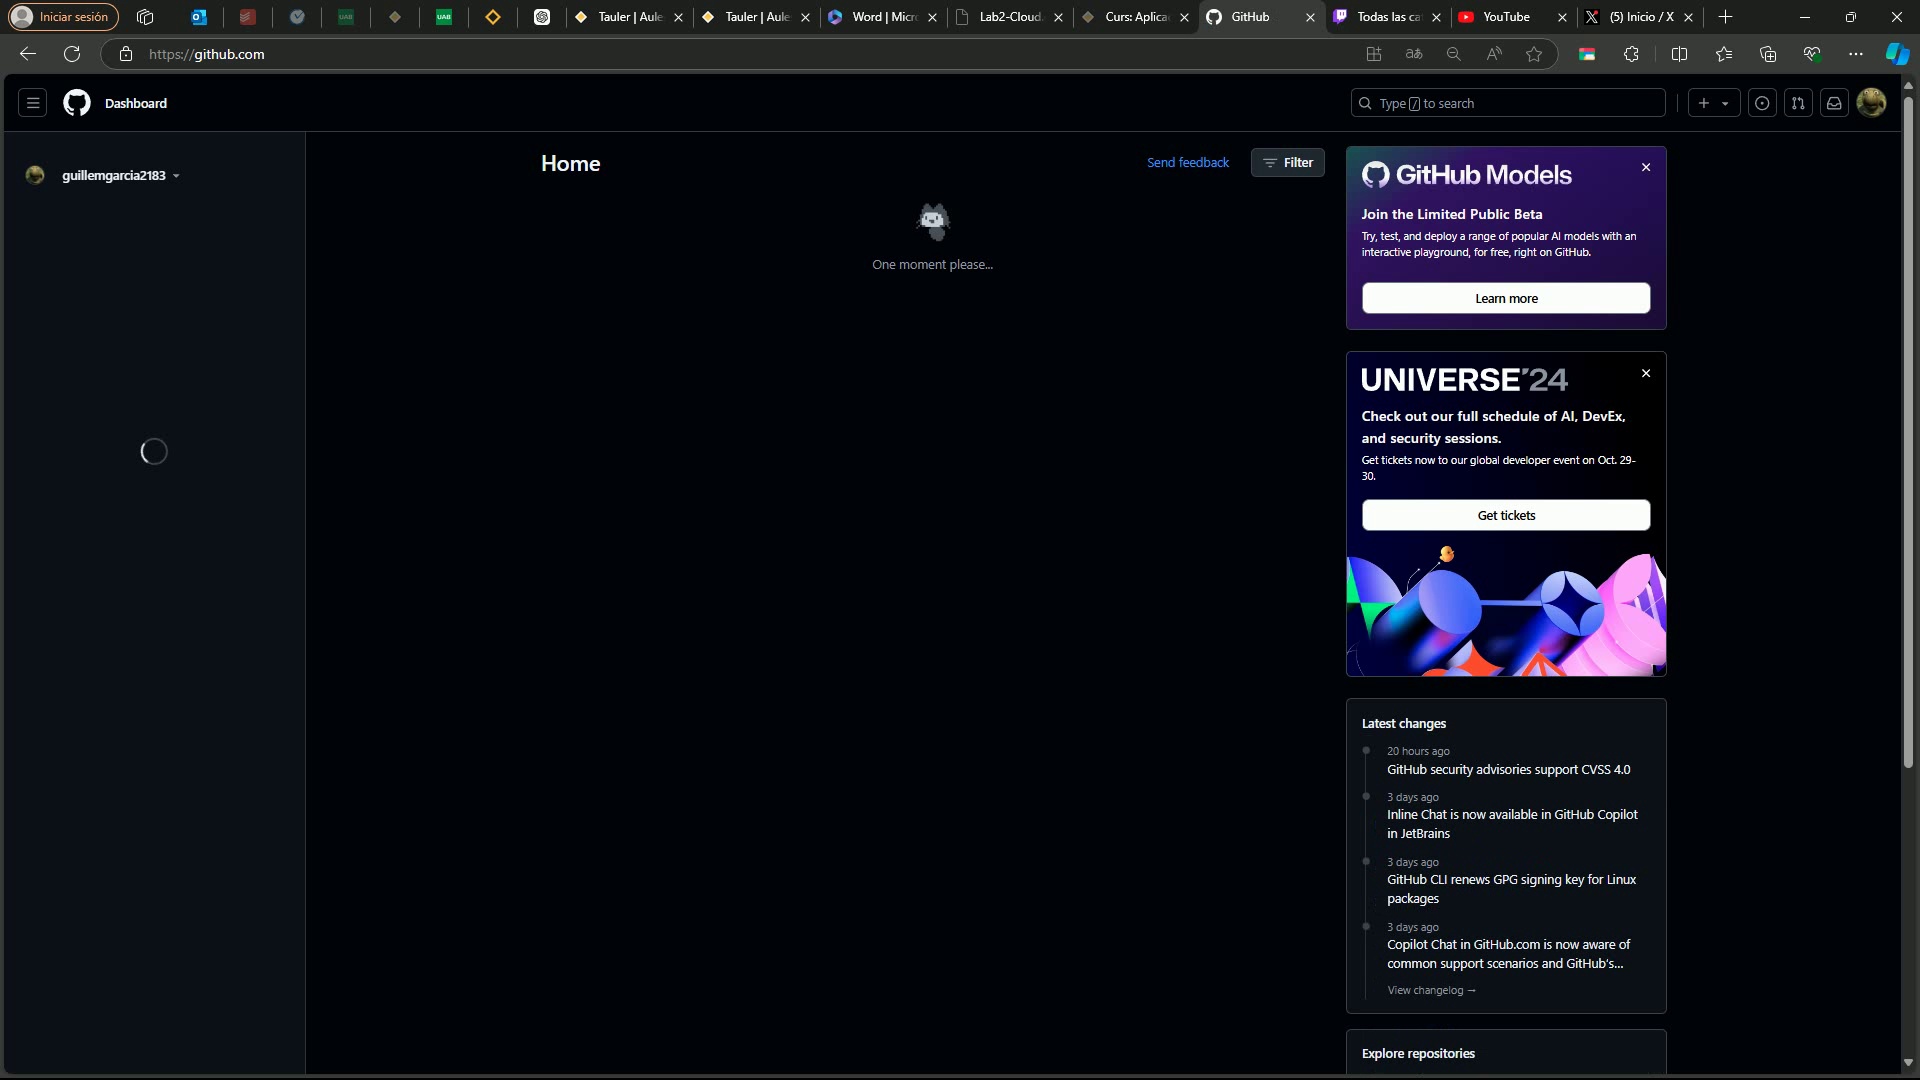 Iniciar sesión
UAB
UAB
Tauler | Aule
Tauler | Aule
Word | Micr
Lab2-Cloud.
Curs: Aplica
GitHub
Todas las ca
YouTube
(5) Inicio / X
https://github.com
Dashboard
Type / to search
guillemgarcia2183
Home
Send feedback
Filter
One moment please...
GitHub Models
Join the Limited Public Beta
Try, test, and deploy a range of popular AI models with an
interactive playground, for free, right on GitHub.
Learn more
UNIVERSE'24
Check out our full schedule of AI, DevEx,
and security sessions.
Get tickets now to our global developer event on Oct. 29-
30.
Get tickets
Latest changes
20 hours ago
GitHub security advisories support CVSS 4.0
3 days ago
Inline Chat is now available in GitHub Copilot
in JetBrains
3 days ago
GitHub CLI renews GPG signing key for Linux
packages
3 days ago
Copilot Chat in GitHub.com is now aware of
common support scenarios and GitHub's...
View changelog →
Explore repositories